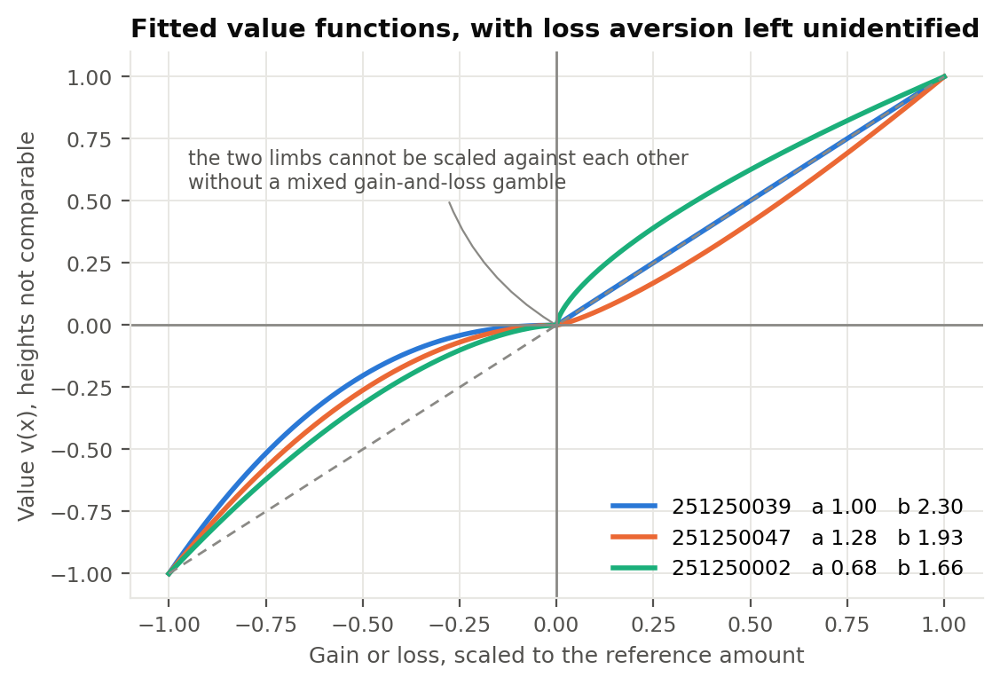 Fitted value functions, with loss aversion left unidentified
Value v(x), heights not comparable
1.00
0.75
0.50
0.25
0.00
−0.25
−0.50
−0.75
−1.00
the two limbs cannot be scaled against each other
without a mixed gain-and-loss gamble
251250039 a 1.00 b 2.30
251250047 a 1.28 b 1.93
251250002 a 0.68 b 1.66
−1.00 −0.75 −0.50 −0.25 0.00 0.25 0.50 0.75 1.00
Gain or loss, scaled to the reference amount